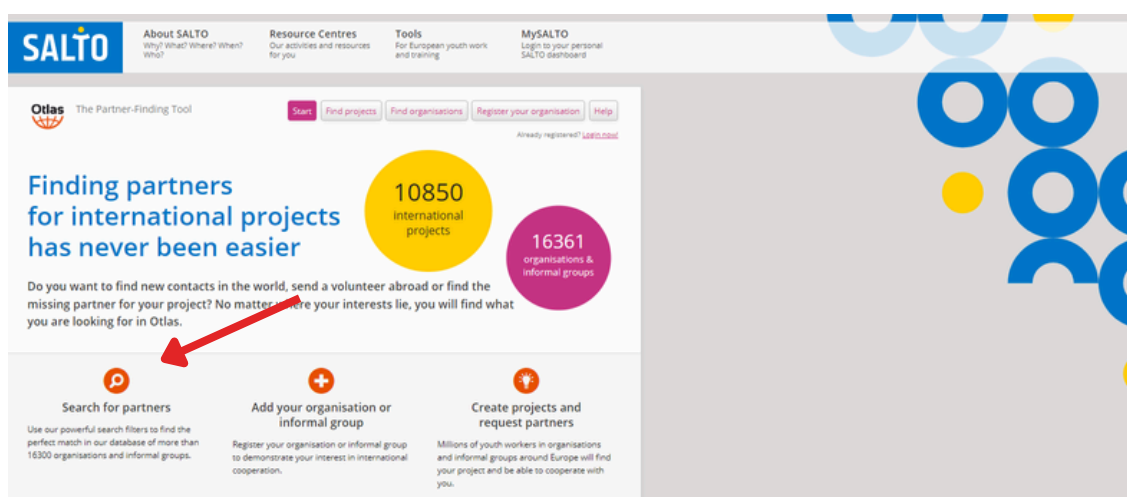 SALTO
About SALTO
Why? What? Where? When?
Who?
Resource Centres
Our activities and resources
for you
Tools
For European youth work
and training
MySALTO
Login to your personal
SALTO dashboard
Otlas
The Partner-Finding Tool
Start
Find projects
Find organisations
Register your organisation
Help
Already registered? Login now!
Finding partners
for international projects
has never been easier
10850
international
projects
16361
organisations &
informal groups
Do you want to find new contacts in the world, send a volunteer abroad or find the
missing partner for your project? No matter where your interests lie, you will find what
you are looking for in Otlas.
Search for partners
Use our powerful search filters to find the
perfect match in our database of more than
16300 organisations and informal groups.
Add your organisation or
informal group
Register your organisation or informal group
to demonstrate your interest in international
cooperation.
Create projects and
request partners
Millions of youth workers in organisations
and informal groups around Europe will find
your project and be able to cooperate with
you.